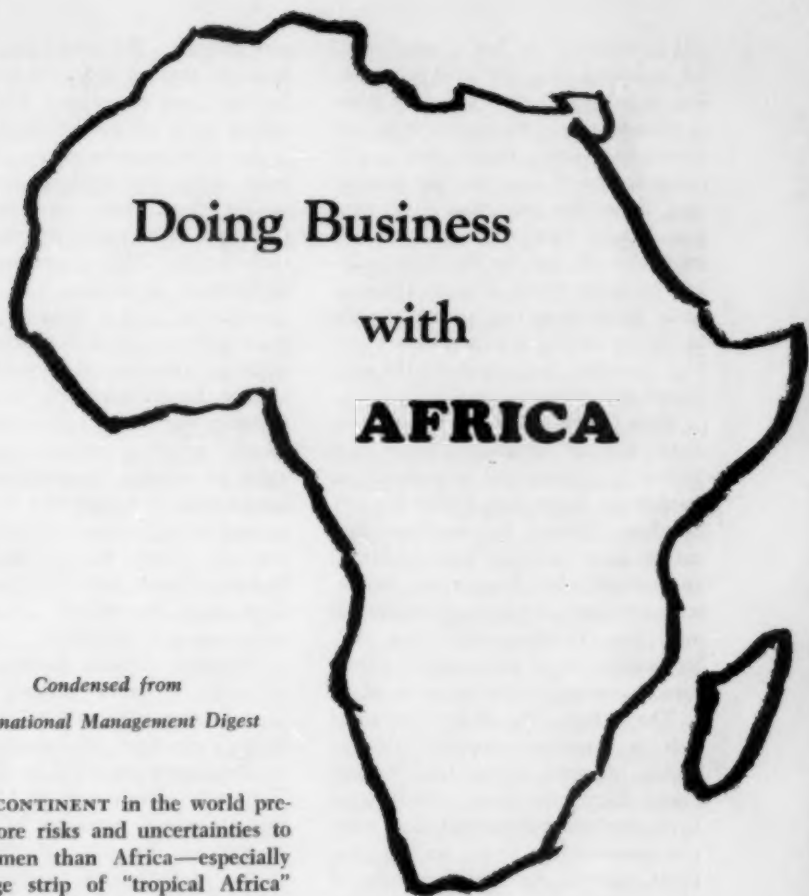 Doing Business
with
AFRICA
Condensed from
national Management Digest
CONTINENT in the world pre-
ore risks and uncertainties to
men than Africa—especially
ge strip of "tropical Africa"